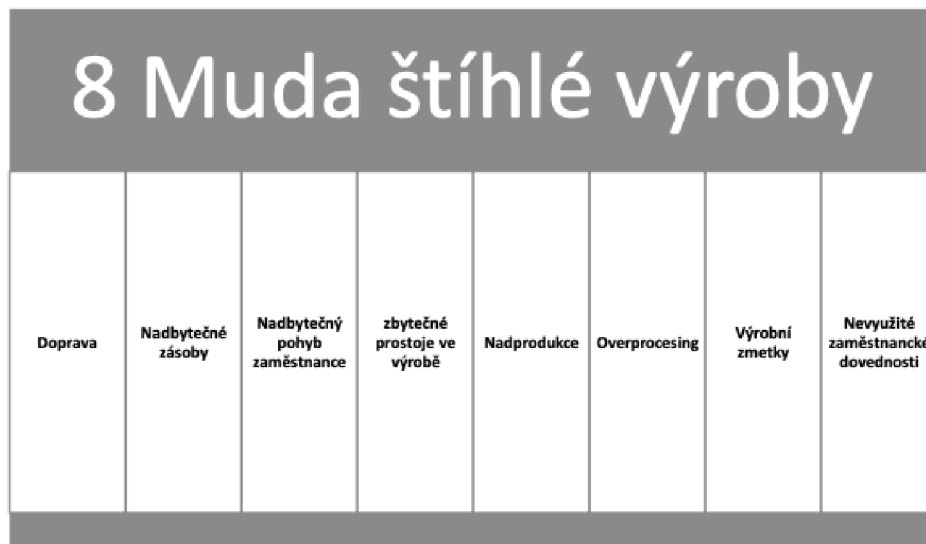 8 Muda štíhlé výroby
Doprava
Nadbytečné
zásoby
Nadbytečný
pohyb
zaměstnance
zbytečné
prostoje ve
výrobě
Nadprodukce
Overprocesing
Výrobní
zmetky
Nevyužité
zaměstnancké
dovednosti